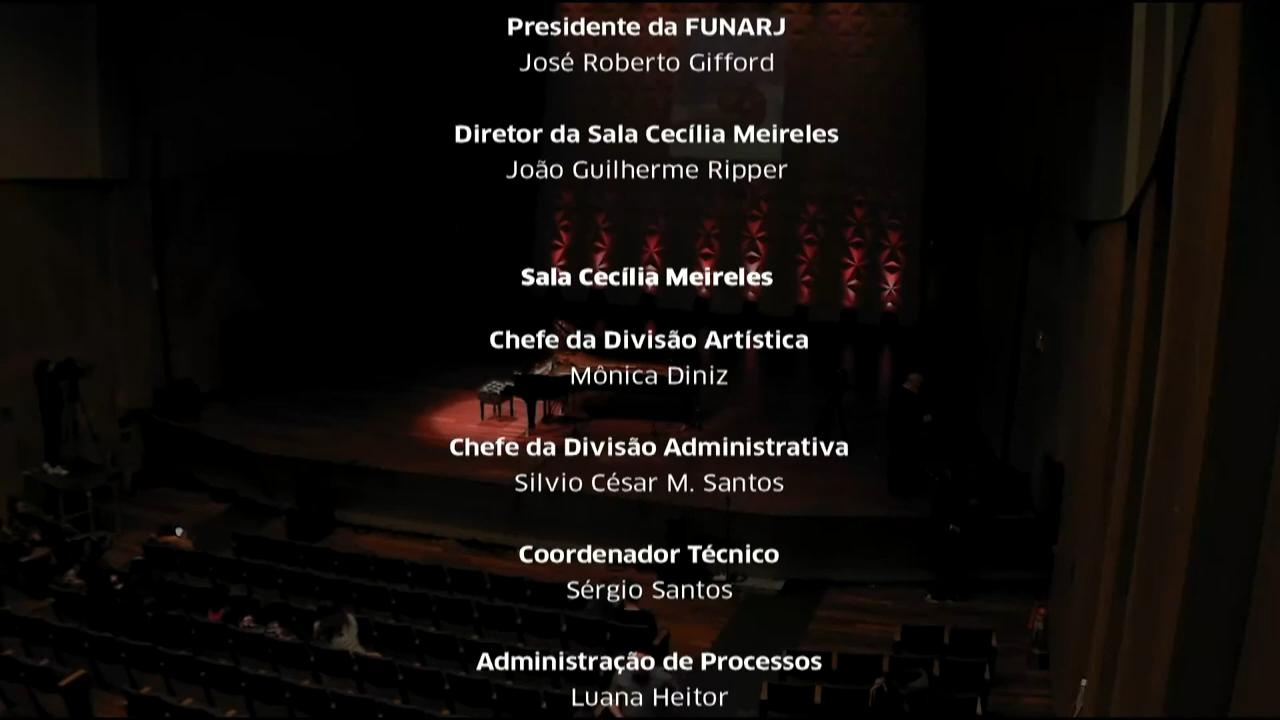 Presidente da FUNARJ
José Roberto Gifford
Diretor da Sala Cecília Meireles
João Guilherme Ripper
Sala Cecília Meireles
Chefe da Divisão Artística
Mônica Diniz
Chefe da Divisão Administrativa
Silvio César M. Santos
Coordenador Técnico
Sérgio Santos
Administração de Processos
Luana Heitor